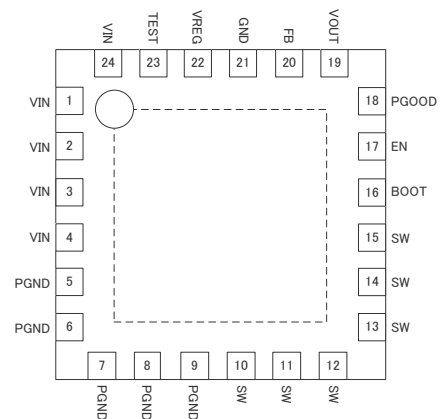 VIN TEST VREG GND FB VOUT
24 23 22 21 20 19
VIN 1 18 PGOOD
VIN 2 17 EN
VIN 3 16 BOOT
VIN 4 15 SW
PGND 5 14 SW
PGND 6 13 SW
7 8 9 10 11 12
PGND PGND PGND SW SW SW